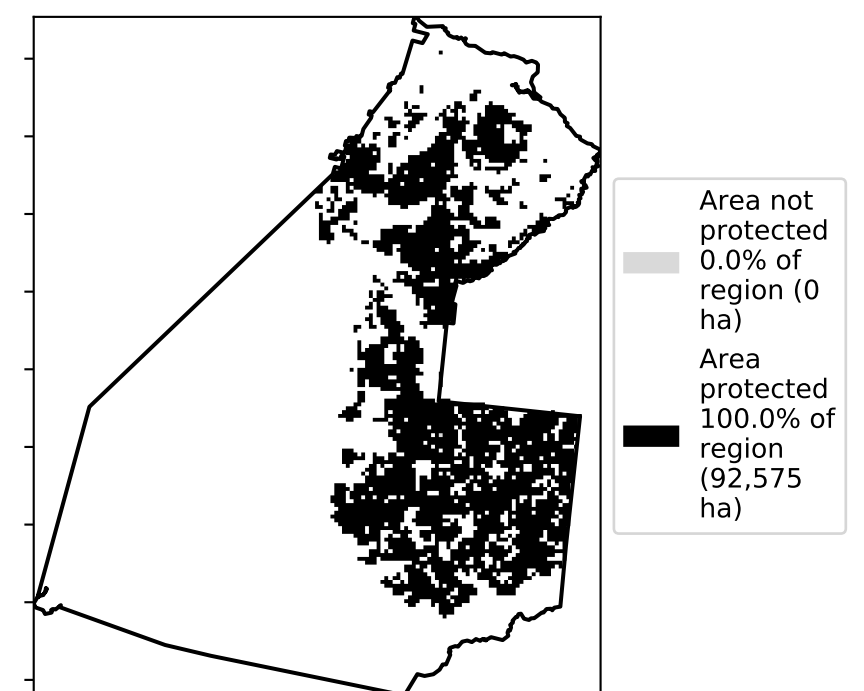 Area not
protected
0.0% of
region (0
ha)
Area
protected
100.0% of
region
(92,575
ha)